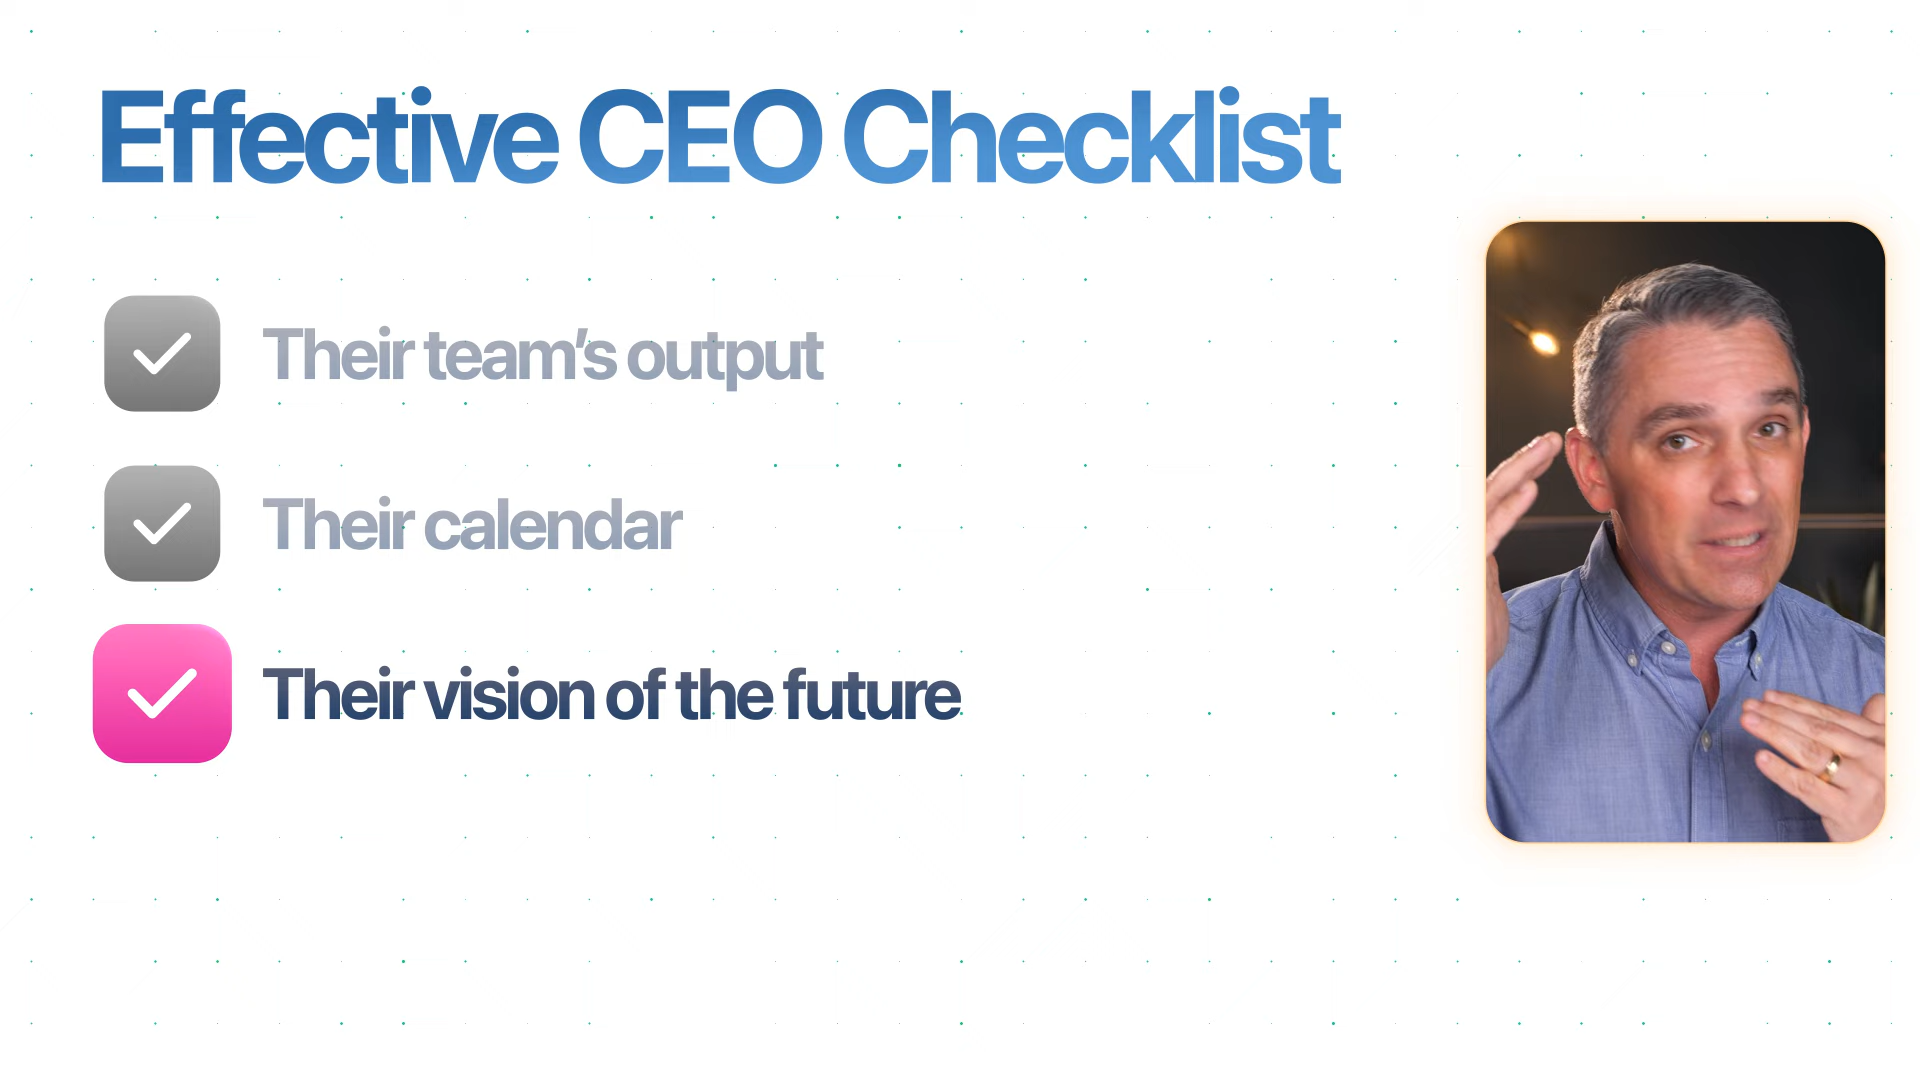 Effective CEO Checklist
Their team’s output
Their calendar
Their vision of the future